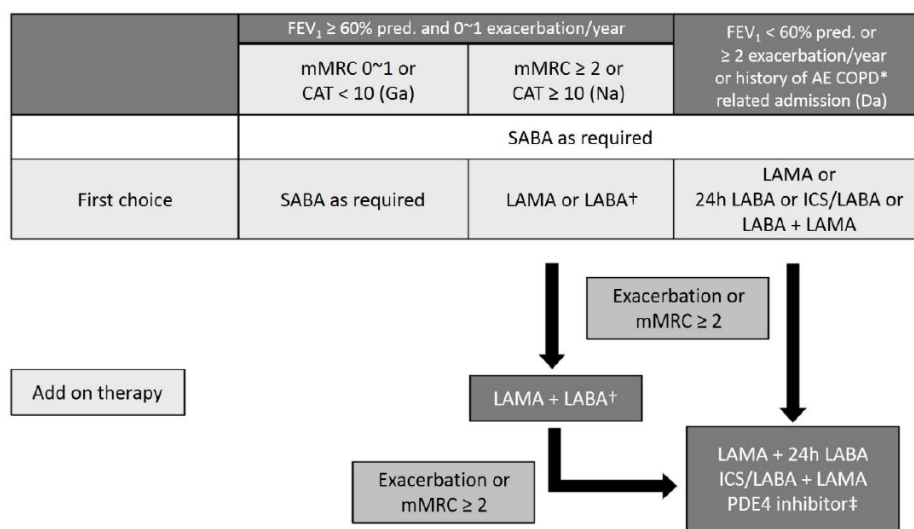 FEV₁ ≥ 60% pred. and 0~1 exacerbation/year
mMRC 0~1 or
CAT < 10 (Ga)
mMRC ≥ 2 or
CAT ≥ 10 (Na)
FEV₁ < 60% pred. or
≥ 2 exacerbation/year
or history of AE COPD*
related admission (Da)
SABA as required
First choice
SABA as required
LAMA or LABA†
LAMA or
24h LABA or ICS/LABA or
LABA + LAMA
Exacerbation or
mMRC ≥ 2
Add on therapy
LAMA + LABA†
Exacerbation or
mMRC ≥ 2
LAMA + 24h LABA
ICS/LABA + LAMA
PDE4 inhibitor‡